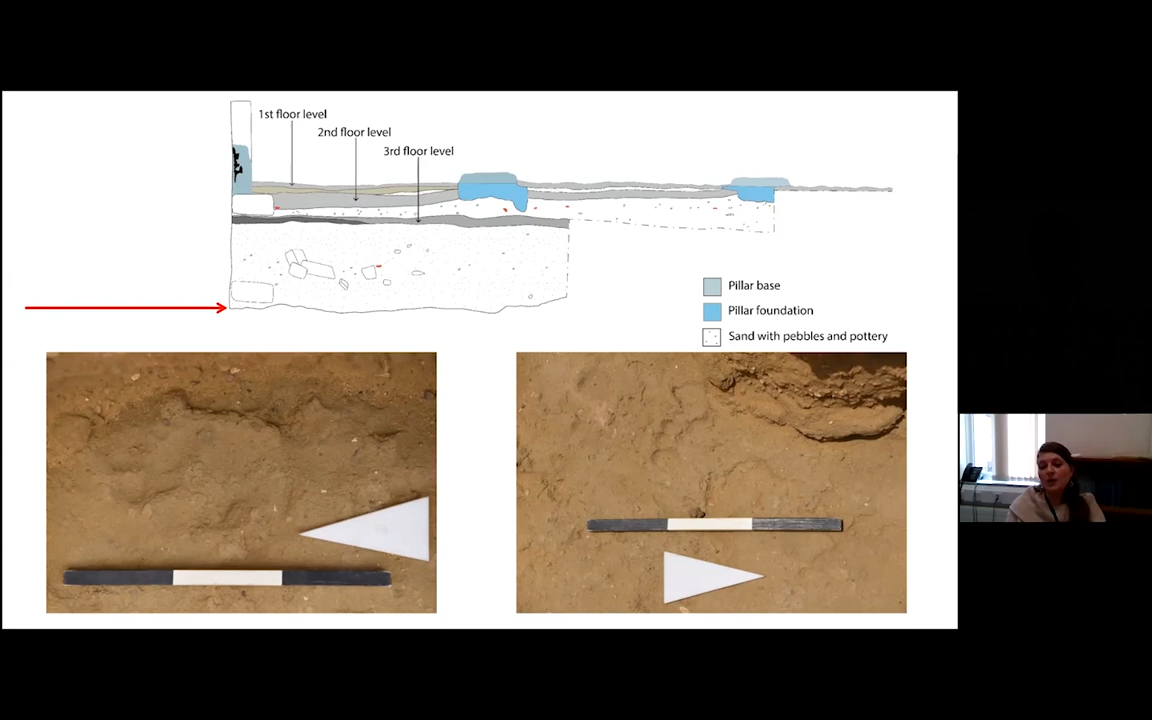 1st floor level
2nd floor level
3rd floor level
Pillar base
Pillar foundation
Sand with pebbles and pottery